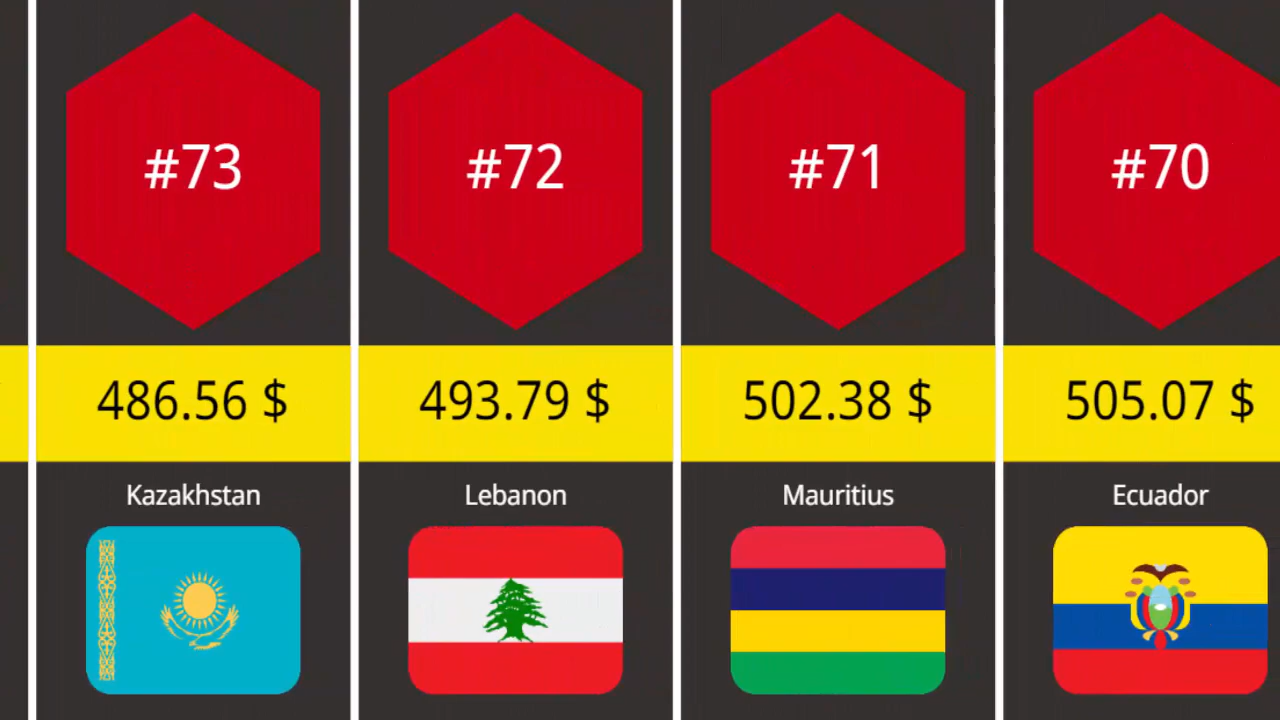 #73
486.56 $
Kazakhstan
#72
493.79 $
Lebanon
#71
502.38 $
Mauritius
#70
505.07 $
Ecuador